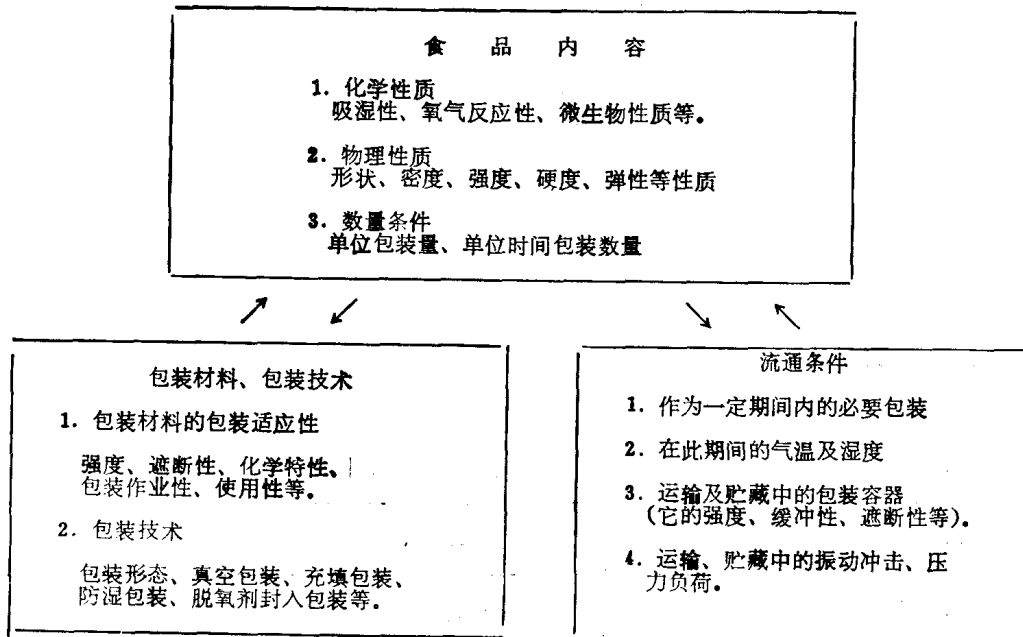 食 品 内 容
1. 化学性质
吸湿性、氧气反应性、微生物性质等。
2. 物理性质
形状、密度、强度、硬度、弹性等性质
3. 数量条件
单位包装量、单位时间包装数量
包装材料、包装技术
1. 包装材料的包装适应性
强度、遮断性、化学特性、
包装作业性、使用性等。
2. 包装技术
包装形态、真空包装、充填包装、
防湿包装、脱氧剂封入包装等。
流通条件
1. 作为一定期间内的必要包装
2. 在此期间的气温及湿度
3. 运输及贮藏中的包装容器
(它的强度、缓冲性、遮断性等)。
4. 运输、贮藏中的振动冲击、压
力负荷。